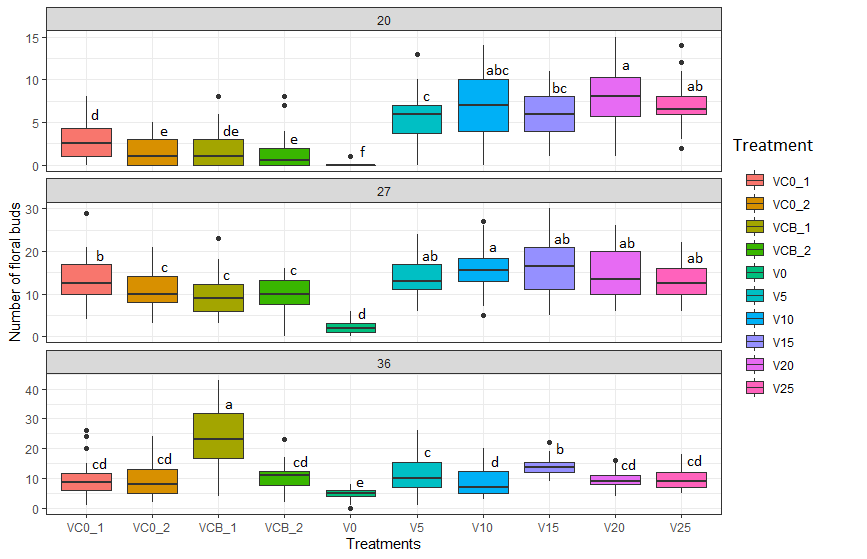 20
15
10
5
0
d
e
de
e
f
c
abc
bc
a
ab
27
30
20
10
0
b
c
c
c
d
ab
a
ab
ab
ab
36
40
30
20
10
0
cd
cd
a
cd
e
c
d
b
cd
cd
VC0_1 VC0_2 VCB_1 VCB_2 V0 V5 V10 V15 V20 V25
Treatments
Number of floral buds
Treatment
VC0_1
VC0_2
VCB_1
VCB_2
V0
V5
V10
V15
V20
V25